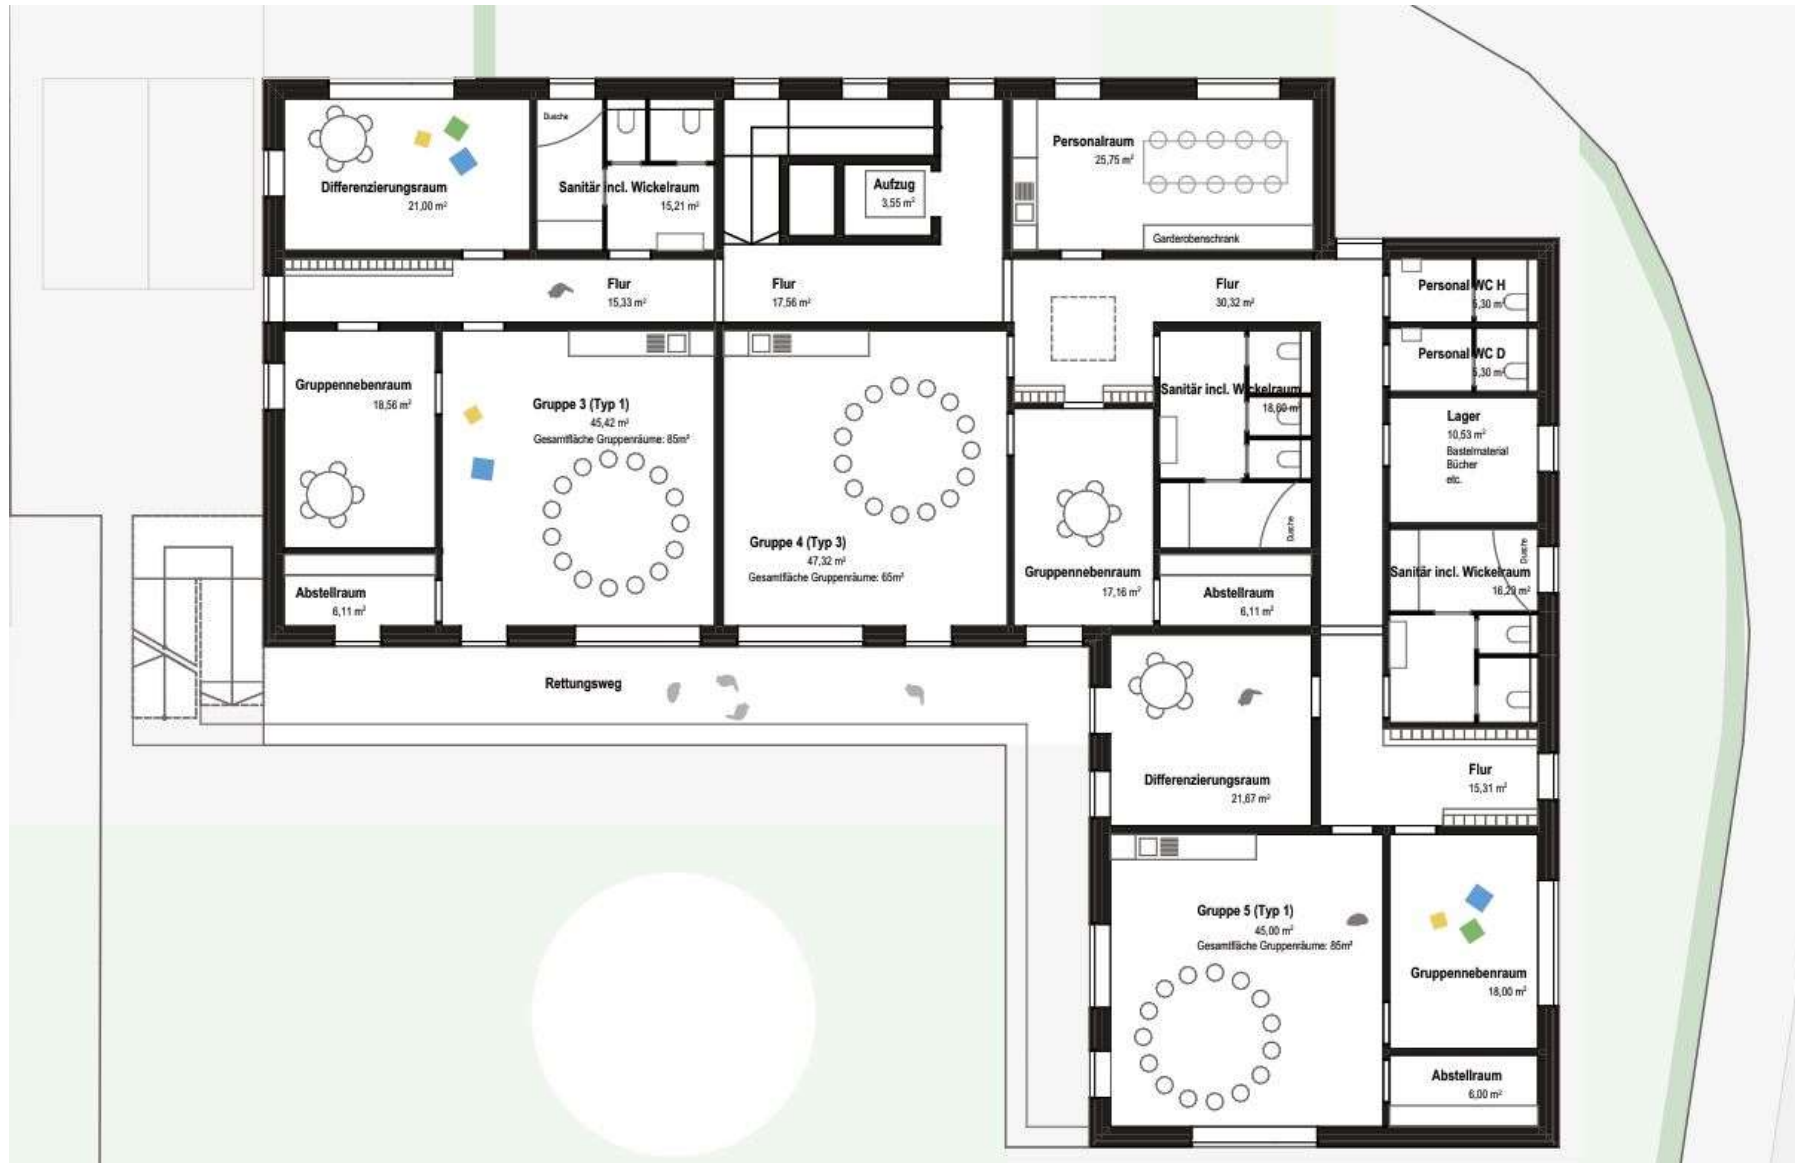 Dusche
Differenzierungsraum
21,00 m²
Sanitär incl. Wickelraum
15,21 m²
Aufzug
3,55 m²
Personalraum
25,75 m²
Garderobenschrank
Flur
15,33 m²
Flur
17,56 m²
Flur
30,32 m²
Personal WC H
5,30 m²
Personal WC D
5,30 m²
Gruppennebenraum
18,56 m²
Gruppe 3 (Typ 1)
45,42 m²
Gesamtfläche Gruppenräume: 85m²
Sanitär incl. Wickelraum
18,60 m²
Dusche
Lager
10,53 m²
Bastelmaterial
Bücher
etc.
Gruppe 4 (Typ 3)
47,32 m²
Gesamtfläche Gruppenräume: 65m²
Gruppennebenraum
17,16 m²
Dusche
Sanitär incl. Wickelraum
16,29 m²
Abstellraum
6,11 m²
Abstellraum
6,11 m²
Rettungsweg
Differenzierungsraum
21,67 m²
Flur
15,31 m²
Gruppe 5 (Typ 1)
45,00 m²
Gesamtfläche Gruppenräume: 85m²
Gruppennebenraum
18,00 m²
Abstellraum
6,00 m²